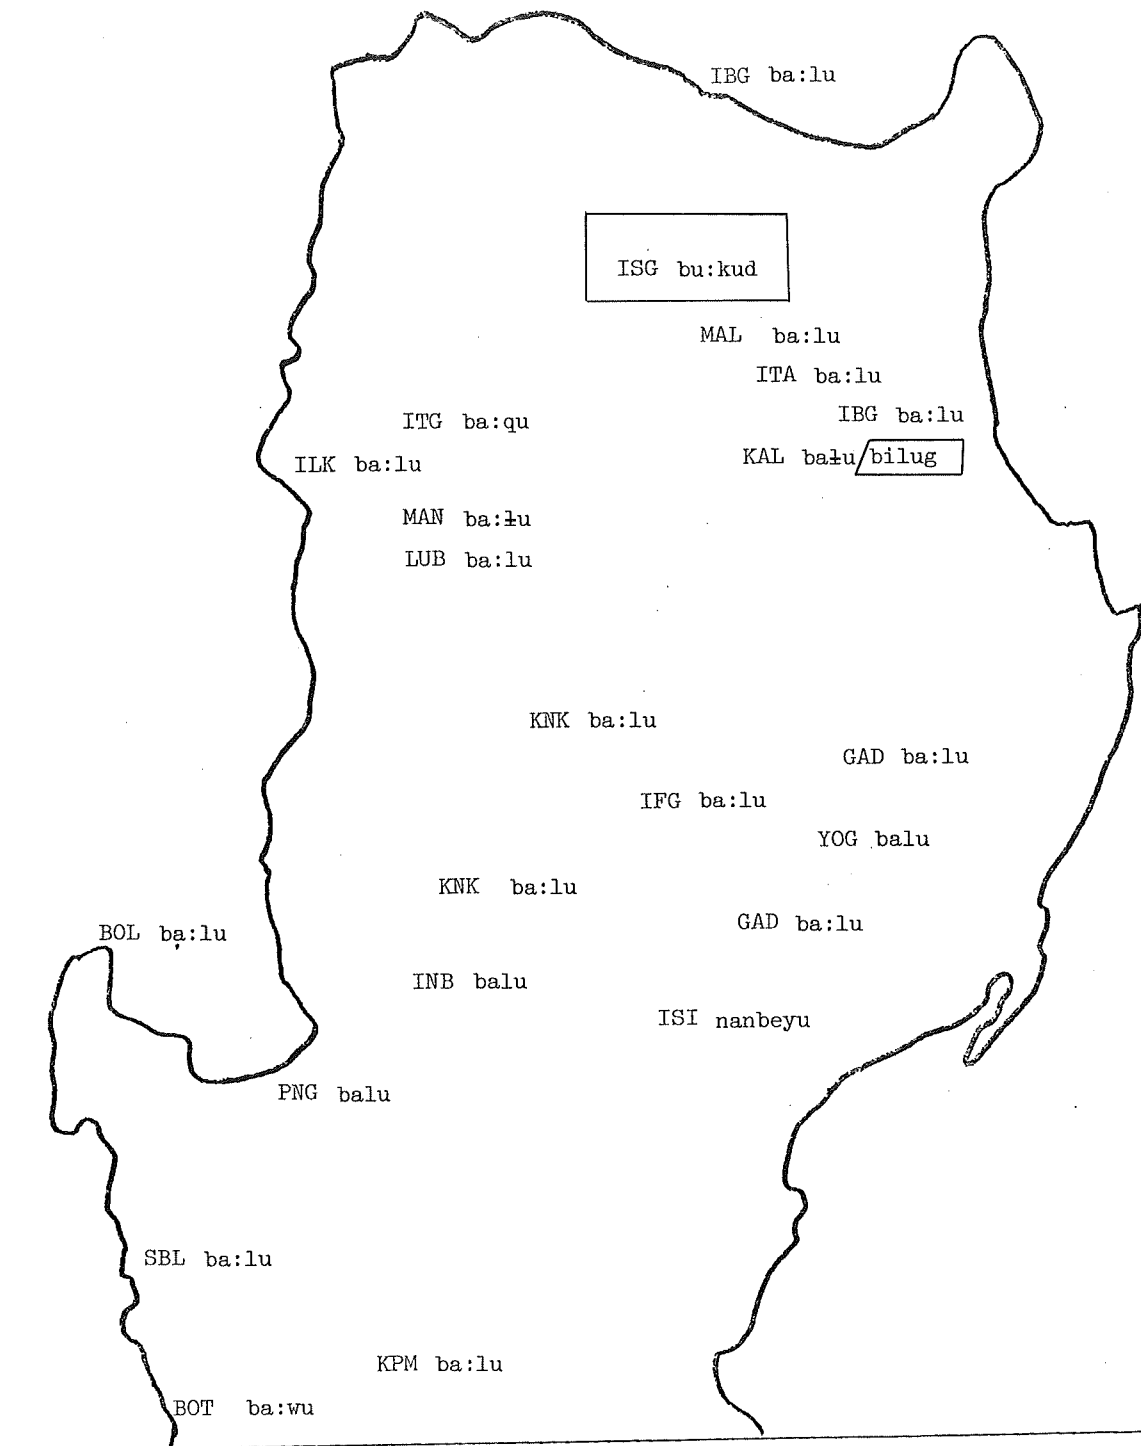 IBG ba:lu
ISG bu:kud
MAL ba:lu
ITA ba:lu
IBG ba:lu
ITG ba:qu
KAL bału/bilug
ILK ba:lu
MAN ba:łu
LUB ba:lu
KNK ba:lu
GAD ba:lu
IFG ba:lu
YOG balu
KNK ba:lu
GAD ba:lu
BOL ba:lu
INB balu
ISI nanbeyu
PNG balu
SBL ba:lu
KPM ba:lu
BOT ba:wu